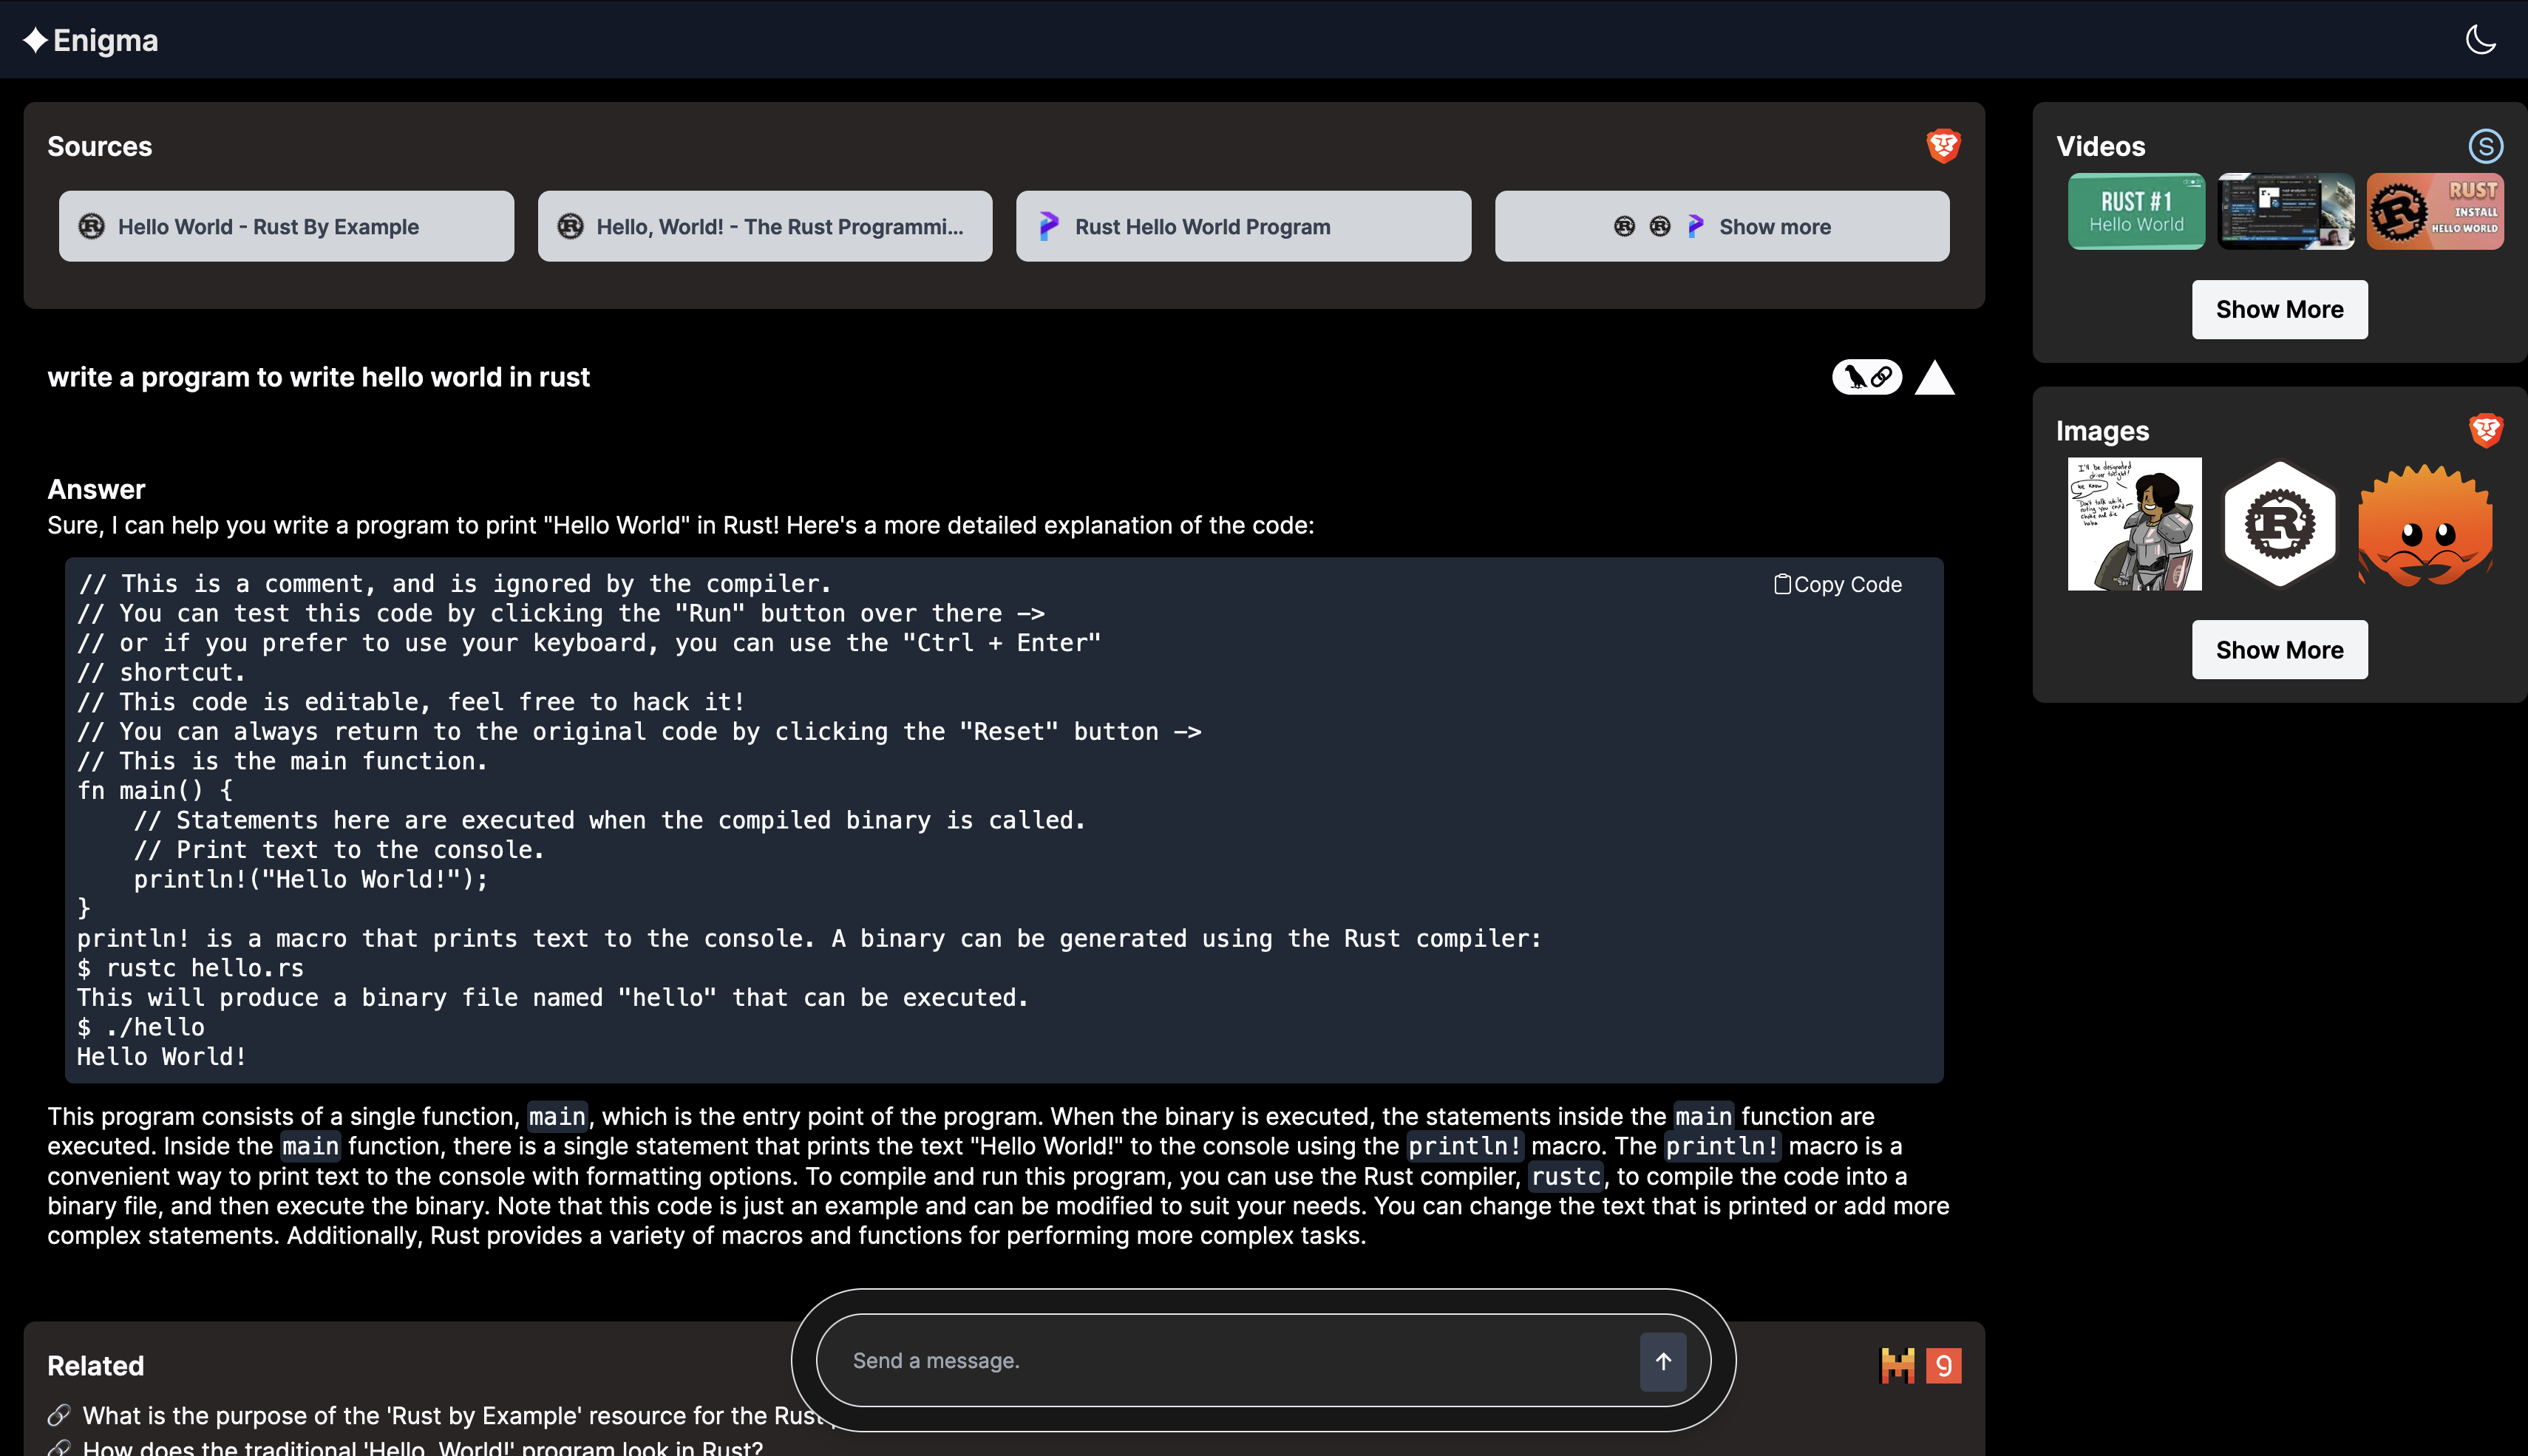 Enigma
Sources
Hello World - Rust By Example
Hello, World! - The Rust Programmi...
Rust Hello World Program
Show more
write a program to write hello world in rust
Answer
Sure, I can help you write a program to print "Hello World" in Rust! Here's a more detailed explanation of the code:
Copy Code
// This is a comment, and is ignored by the compiler.
// You can test this code by clicking the "Run" button over there ->
// or if you prefer to use your keyboard, you can use the "Ctrl + Enter"
// shortcut.
// This code is editable, feel free to hack it!
// You can always return to the original code by clicking the "Reset" button ->
// This is the main function.
fn main() {
    // Statements here are executed when the compiled binary is called.
    // Print text to the console.
    println!("Hello World!");
}
println! is a macro that prints text to the console. A binary can be generated using the Rust compiler:
$ rustc hello.rs
This will produce a binary file named "hello" that can be executed.
$ ./hello
Hello World!
This program consists of a single function, main, which is the entry point of the program. When the binary is executed, the statements inside the main function are
executed. Inside the main function, there is a single statement that prints the text "Hello World!" to the console using the println! macro. The println! macro is a
convenient way to print text to the console with formatting options. To compile and run this program, you can use the Rust compiler, rustc, to compile the code into a
binary file, and then execute the binary. Note that this code is just an example and can be modified to suit your needs. You can change the text that is printed or add more
complex statements. Additionally, Rust provides a variety of macros and functions for performing more complex tasks.
Related
What is the purpose of the 'Rust by Example' resource for the Rust
How does the traditional 'Hello, World!' program look in Rust?
Send a message.
9
Videos
S
RUST #1
Hello World
RUST
INSTALL
HELLO WORLD
Show More
Images
I'll be designated
driver tonight!
We know
Don't talk while
R
Show More